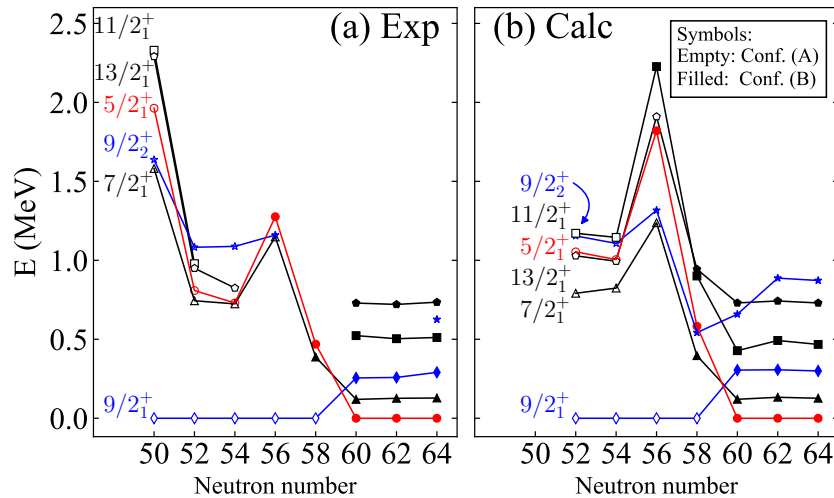 (a) Exp
2.5
2.0
1.5
1.0
0.5
0.0
E (MeV)
11/2₁⁺
13/2₁⁺
5/2₁⁺
9/2₂⁺
7/2₁⁺
9/2₁⁺
50 52 54 56 58 60 62 64
Neutron number
(b) Calc
Symbols:
Empty: Conf. (A)
Filled: Conf. (B)
9/2₂⁺
11/2₁⁺
5/2₁⁺
13/2₁⁺
7/2₁⁺
9/2₁⁺
50 52 54 56 58 60 62 64
Neutron number